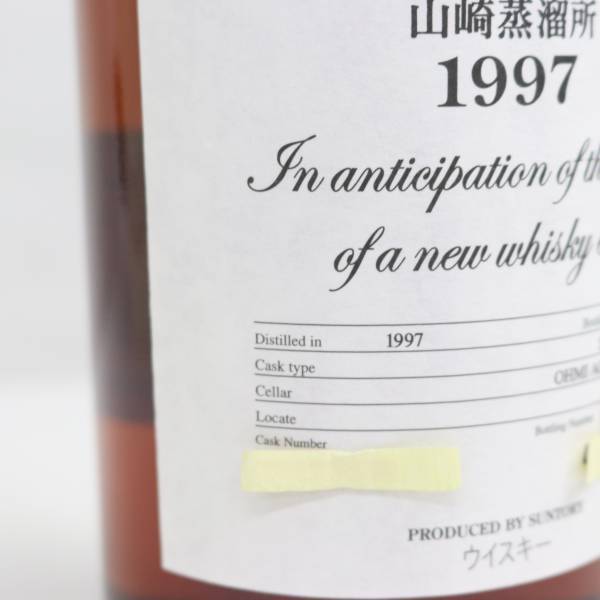 山崎蒸溜所
1997
In anticipation of
of a new whisky
Distilled in 1997
Cask type
Cellar OHMI
Locate
Cask Number Bottling Number
PRODUCED BY SUNTORY
ウイスキー